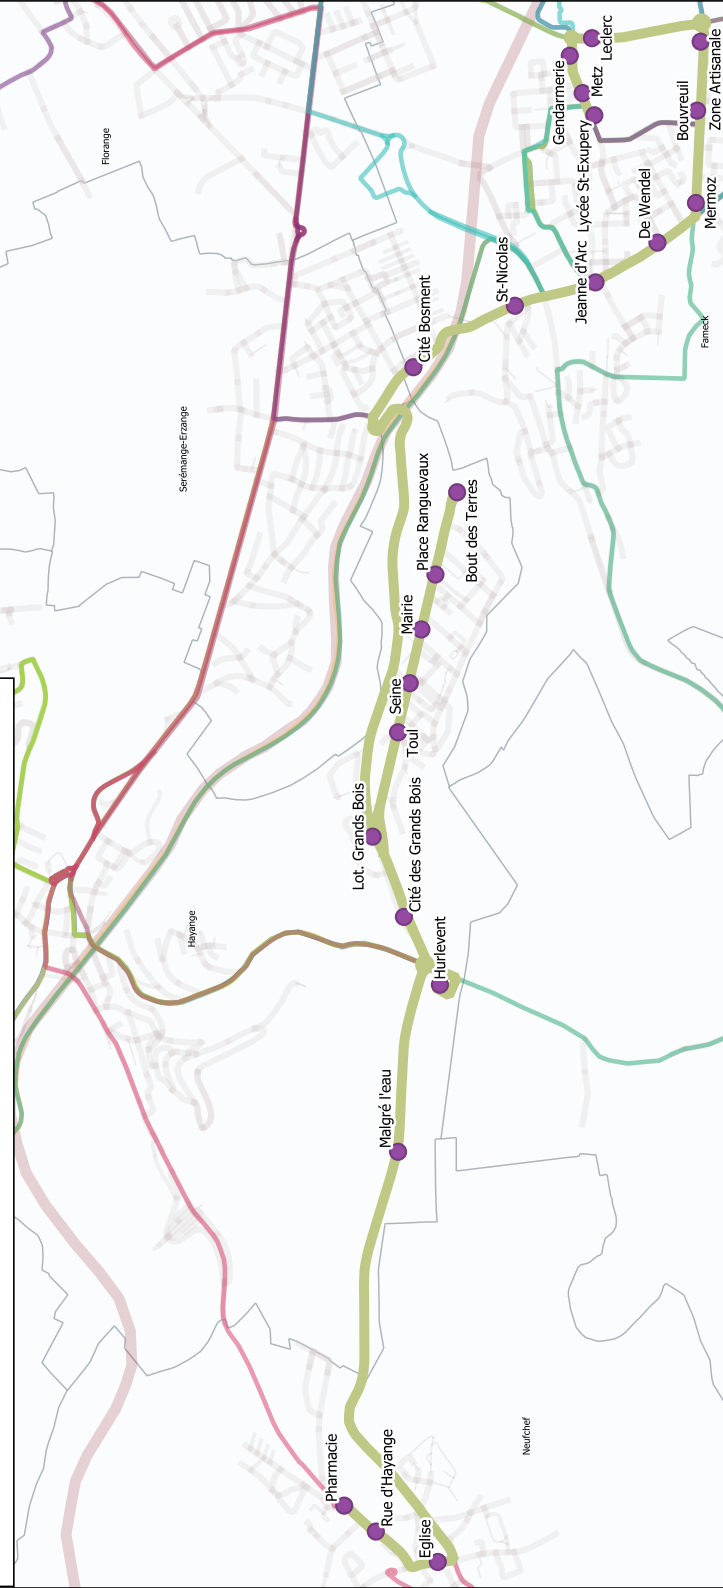 Leclerc
Gendarmerie
Metz
Lycée St-Exupery
Zone Artisanale
Bouvreuil
Mermoz
De Wendel
Jeanne d'Arc
St-Nicolas
Cité Bosment
Florange
Fameck
Serémange-Erzange
Place Ranguevaux
Bout des Terres
Mairie
Seine
Toul
Lot. Grands Bois
Cité des Grands Bois
Hayange
Hurlevent
Malgré l'eau
Neufchef
Pharmacie
Rue d'Hayange
Eglise